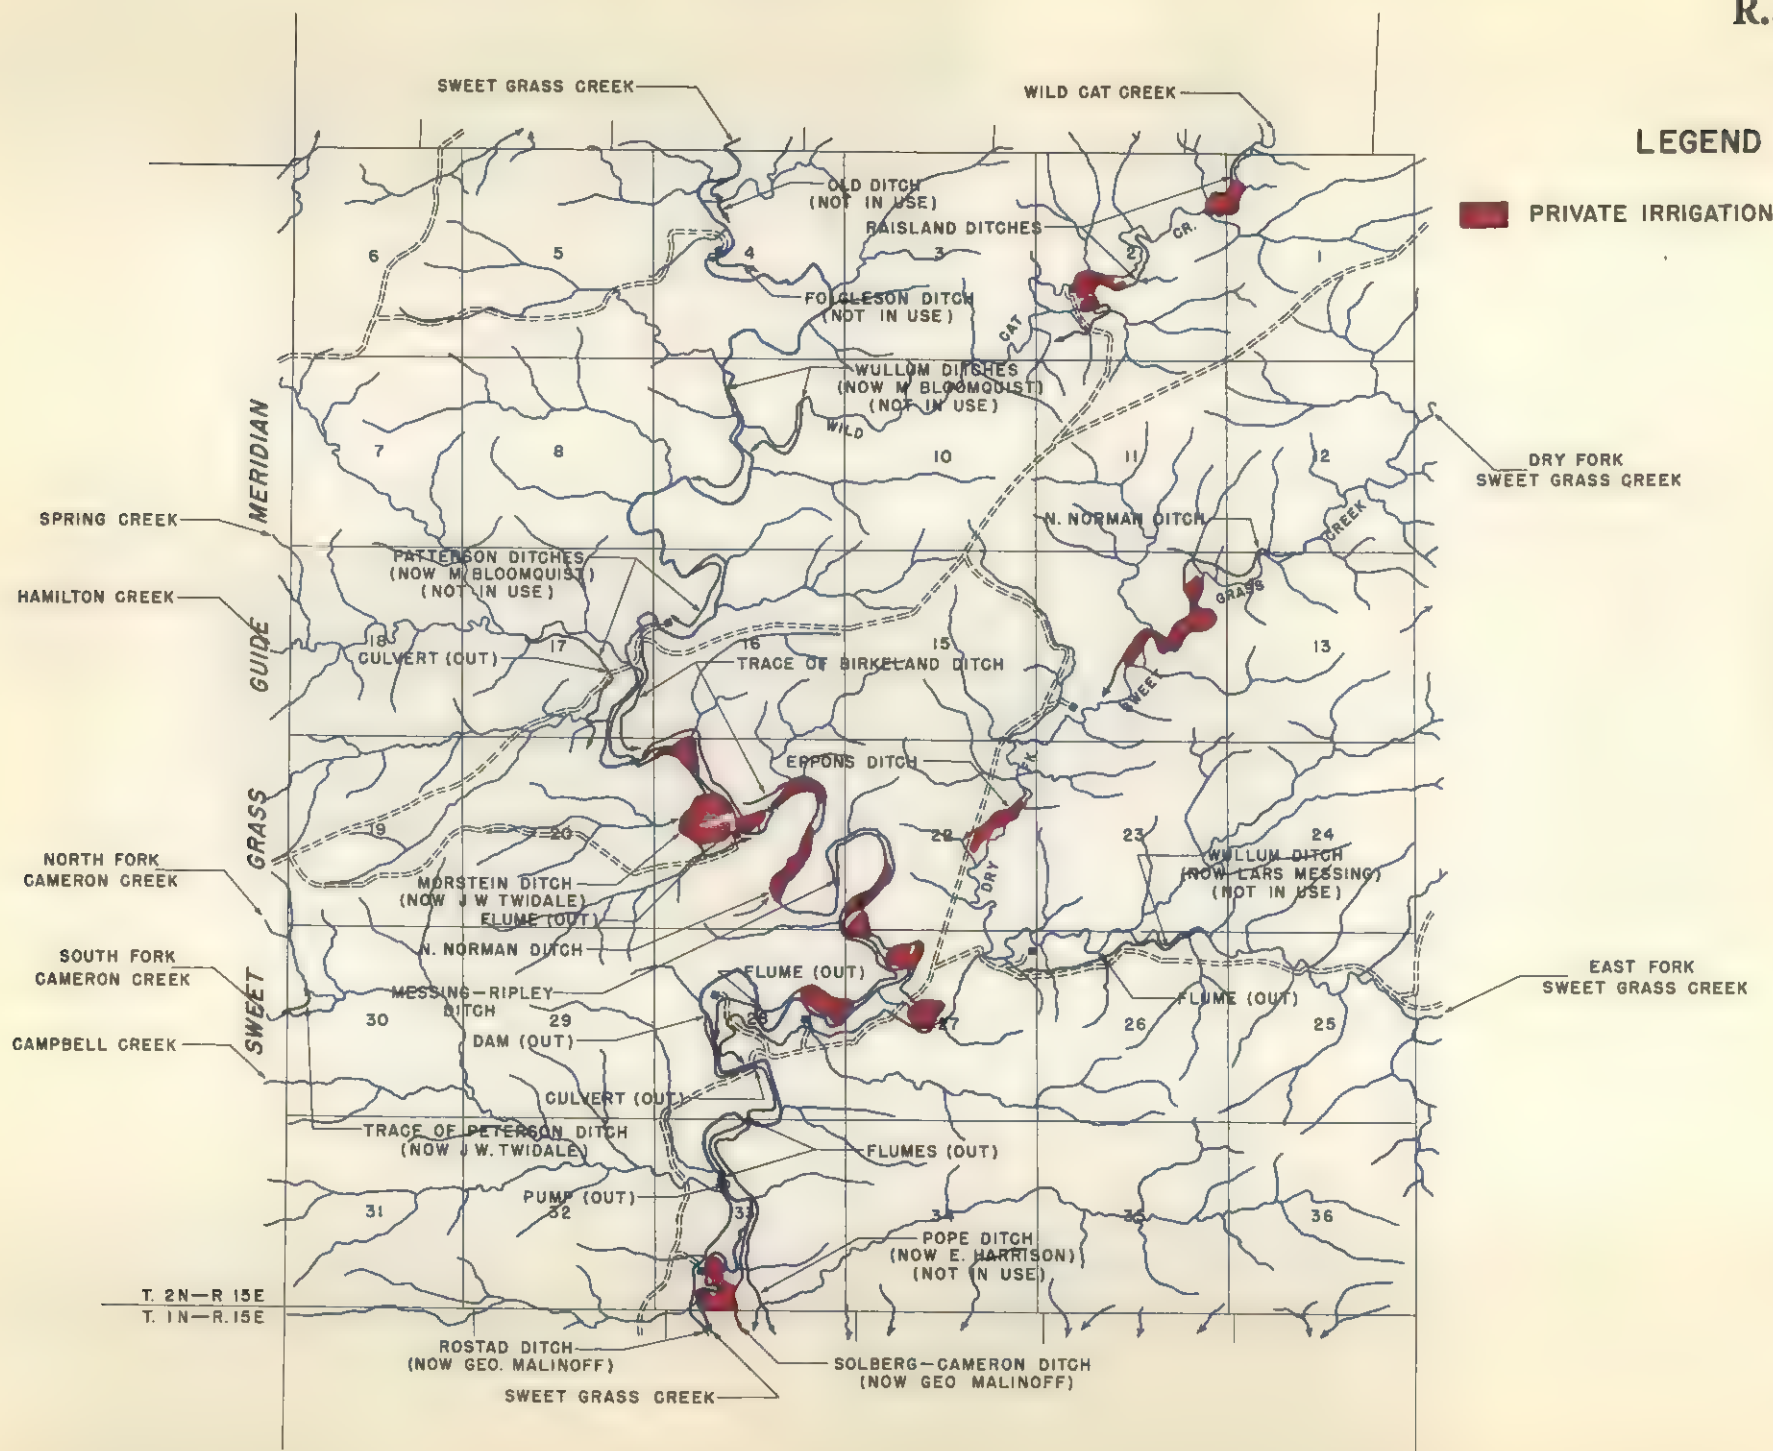 R.
SWEET GRASS CREEK
WILD CAT CREEK
LEGEND
PRIVATE IRRIGATION
OLD DITCH
(NOT IN USE)
RAISLAND DITCHES
CR.
6
5
4
3
2
1
FOLGLESON DITCH
(NOT IN USE)
CAT
WULLUM DITCHES
(NOW M BLOOMQUIST)
(NOT IN USE)
WILD
7
8
10
11
12
DRY FORK
SWEET GRASS CREEK
SPRING CREEK
N. NORMAN DITCH
CREEK
PATTERSON DITCHES
(NOW M BLOOMQUIST)
(NOT IN USE)
GRASS
HAMILTON CREEK
18
17
16
15
13
CULVERT (OUT)
TRACE OF BIRKELAND DITCH
SWEET
EPPONS DITCH
FK.
19
20
22
23
24
WULLUM DITCH
(NOW LARS MESSING)
(NOT IN USE)
DRY
NORTH FORK
CAMERON CREEK
MORSTEIN DITCH
(NOW J W TWIDALE)
FLUME (OUT)
N. NORMAN DITCH
SOUTH FORK
CAMERON CREEK
FLUME (OUT)
EAST FORK
SWEET GRASS CREEK
MESSING-RIPLEY
DITCH
FLUME (OUT)
30
29
28
27
26
25
DAM (OUT)
CAMPBELL CREEK
CULVERT (OUT)
TRACE OF PETERSON DITCH
(NOW J W. TWIDALE)
FLUMES (OUT)
PUMP (OUT)
31
32
33
34
35
36
POPE DITCH
(NOW E. HARRISON)
(NOT IN USE)
T. 2N—R 15E
T. 1N—R. 15E
ROSTAD DITCH
(NOW GEO. MALINOFF)
SOLBERG—CAMERON DITCH
(NOW GEO MALINOFF)
SWEET GRASS CREEK
SWEET GRASS GUIDE MERIDIAN